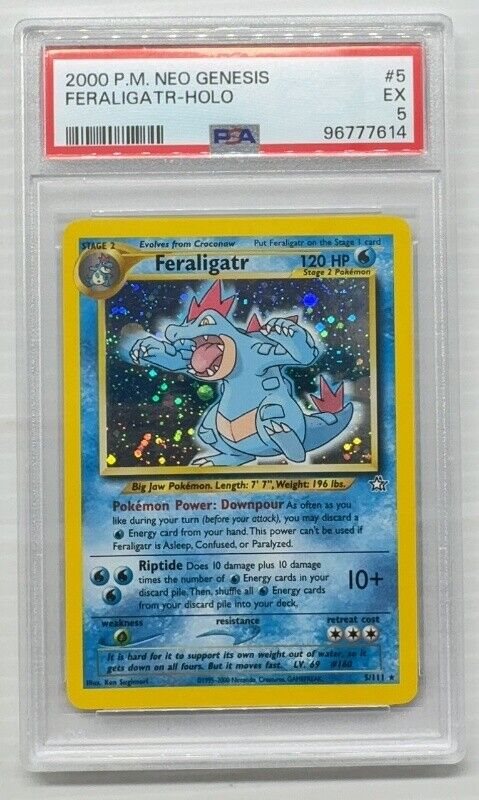 2000 P.M. NEO GENESIS #5
FERALIGATR-HOLO EX
5
PSA 96777614
STAGE 2 Evolves from Croconaw Put Feraligatr on the Stage 1 card
Feraligatr 120 HP
Stage 2 Pokémon
Big Jaw Pokémon. Length: 7' 7", Weight: 196 lbs.
Pokémon Power: Downpour As often as you
like during your turn (before your attack), you may discard a
Energy card from your hand. This power can't be used if
Feraligatr is Asleep, Confused, or Paralyzed.
Riptide Does 10 damage plus 10 damage
times the number of Energy cards in your
discard pile. Then, shuffle all Energy cards
from your discard pile into your deck.
10+
weakness resistance retreat cost
It is hard for it to support its own weight out of water, so it
gets down on all fours. But it moves fast. LV. 69 #160
Illus. Ken Sugimori ©1995-2000 Nintendo, Creatures, GAMEFREAK. 5/111 ★